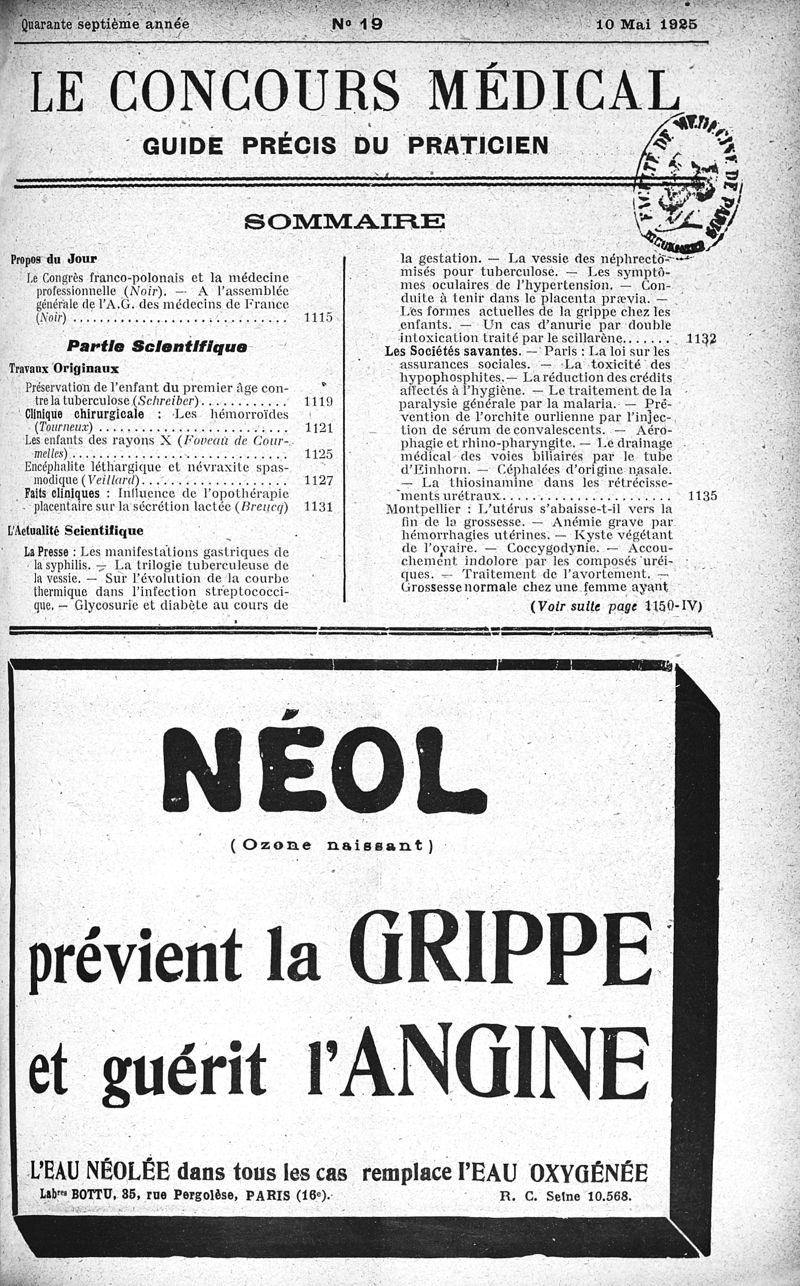 Quarante septième année
Nº 19
10 Mai 1925
LE CONCOURS MÉDICAL
GUIDE PRÉCIS DU PRATICIEN
FACULTÉ DE MÉDECINE DE PARIS
SOMMAIRE
Propos du Jour
Le Congrès franco-polonais et la médecine
professionnelle (Noir). — A l'assemblée
générale de l'A.G. des médecins de France
(Noir) ............................ 1115
Partie Scientifique
Travaux Originaux
Préservation de l'enfant du premier âge con-
tre la tuberculose (Schreiber)............ 1119
Clinique chirurgicale : Les hémorroïdes
(Tourneux) ......................... 1121
Les enfants des rayons X (Foveau de Cour-
melles)............................. 1125
Encéphalite léthargique et névraxite spas-
modique (Veillard).................... 1127
Faits cliniques : Influence de l'opothérapie
placentaire sur la sécrétion lactée (Breucq) 1131
L'Actualité Scientifique
La Presse : Les manifestations gastriques de
la syphilis. — La trilogie tuberculeuse de
la vessie. — Sur l'évolution de la courbe
thermique dans l'infection streptococci-
que. — Glycosurie et diabète au cours de
la gestation. — La vessie des néphrecto-
misés pour tuberculose. — Les symptô-
mes oculaires de l'hypertension. — Con-
duite à tenir dans le placenta prævia. —
Les formes actuelles de la grippe chez les
enfants. — Un cas d'anurie par double
intoxication traité par le scillarène....... 1132
Les Sociétés savantes. — Paris : La loi sur les
assurances sociales. — La toxicité des
hypophosphites. — La réduction des crédits
affectés à l'hygiène. — Le traitement de la
paralysie générale par la malaria. — Pré-
vention de l'orchite ourlienne par l'injec-
tion de sérum de convalescents. — Aéro-
phagie et rhino-pharyngite. — Le drainage
médical des voies biliaires par le tube
d'Einhorn. — Céphalées d'origine nasale.
— La thiosinamine dans les rétrécisse-
ments urétraux....................... 1135
Montpellier : L'utérus s'abaisse-t-il vers la
fin de la grossesse. — Anémie grave par
hémorrhagies utérines. — Kyste végétant
de l'ovaire. — Coccygodynie. — Accou-
chement indolore par les composés uréi-
ques. — Traitement de l'avortement. —
Grossesse normale chez une femme ayant
(Voir suite page 1150-IV)
NÉOL
(Ozone naissant)
prévient la GRIPPE
et guérit l'ANGINE
L'EAU NÉOLÉE dans tous les cas remplace l'EAU OXYGÉNÉE
Labres BOTTU, 35, rue Pergolèse, PARIS (16e).
R. C. Seine 10.568.